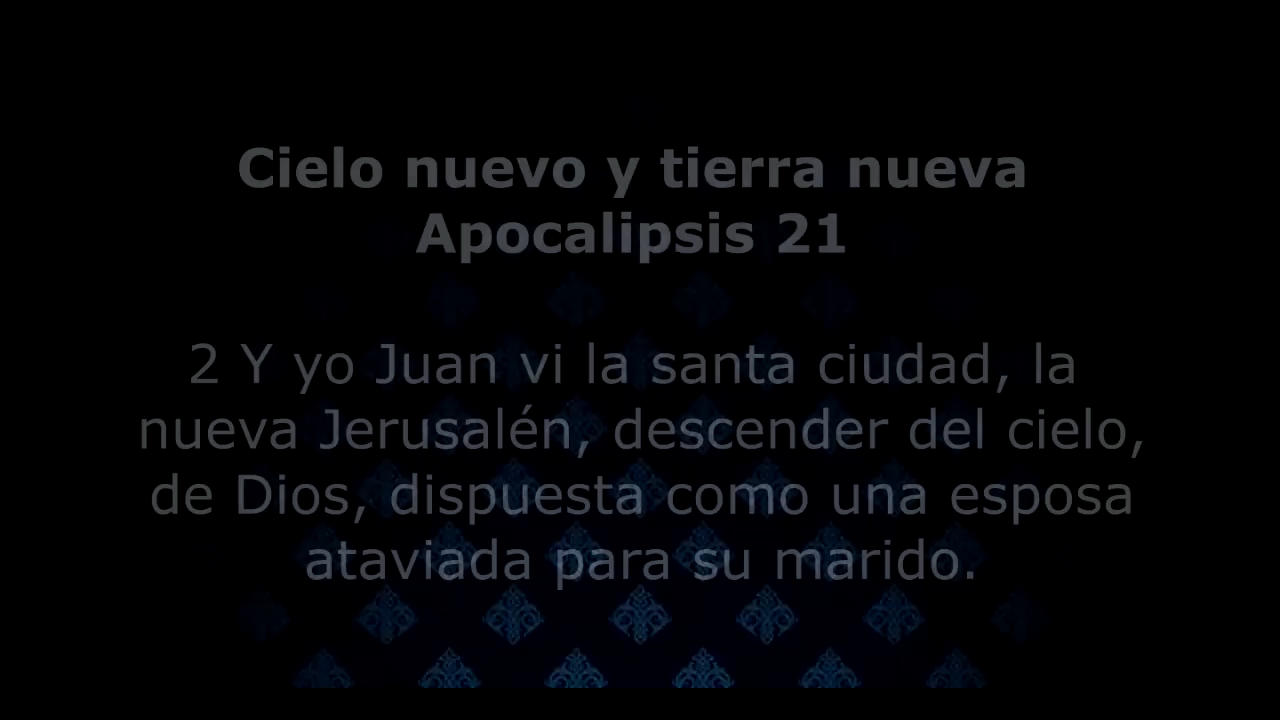 Cielo nuevo y tierra nueva
Apocalipsis 21
2 Y yo Juan vi la santa ciudad, la
nueva Jerusalén, descender del cielo,
de Dios, dispuesta como una esposa
ataviada para su marido.